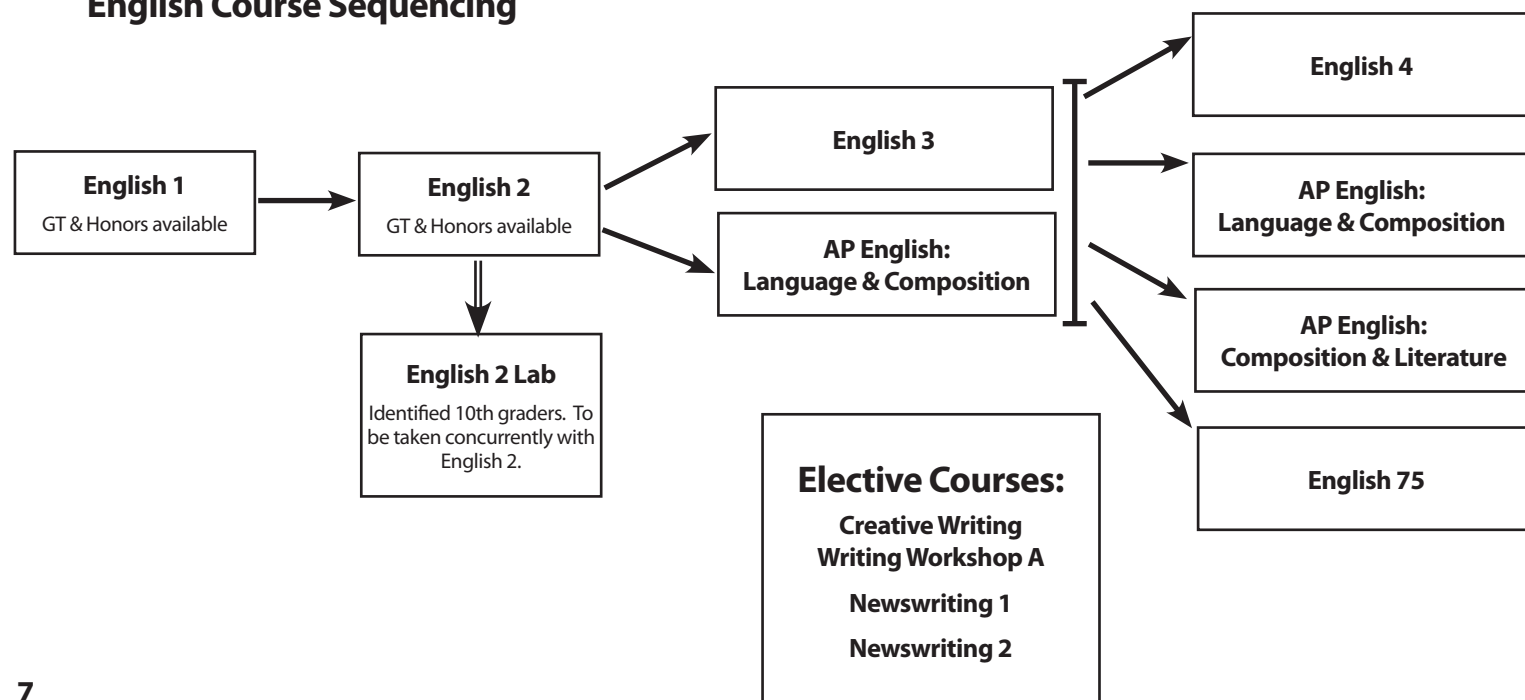 English Course Sequencing
English 1
GT & Honors available
English 2
GT & Honors available
English 2 Lab
Identified 10th graders. To
be taken concurrently with
English 2.
English 3
AP English:
Language & Composition
English 4
AP English:
Language & Composition
AP English:
Composition & Literature
English 75
Elective Courses:
Creative Writing
Writing Workshop A
Newswriting 1
Newswriting 2
7